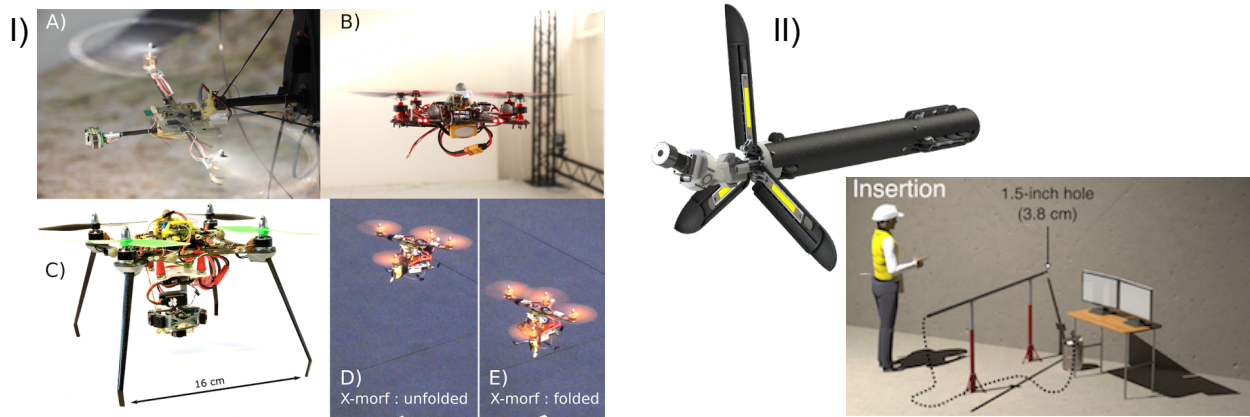 I)
A)
B)
II)
C)
16 cm
D)
X-morf : unfolded
E)
X-morf : folded
Insertion
1.5-inch hole
(3.8 cm)